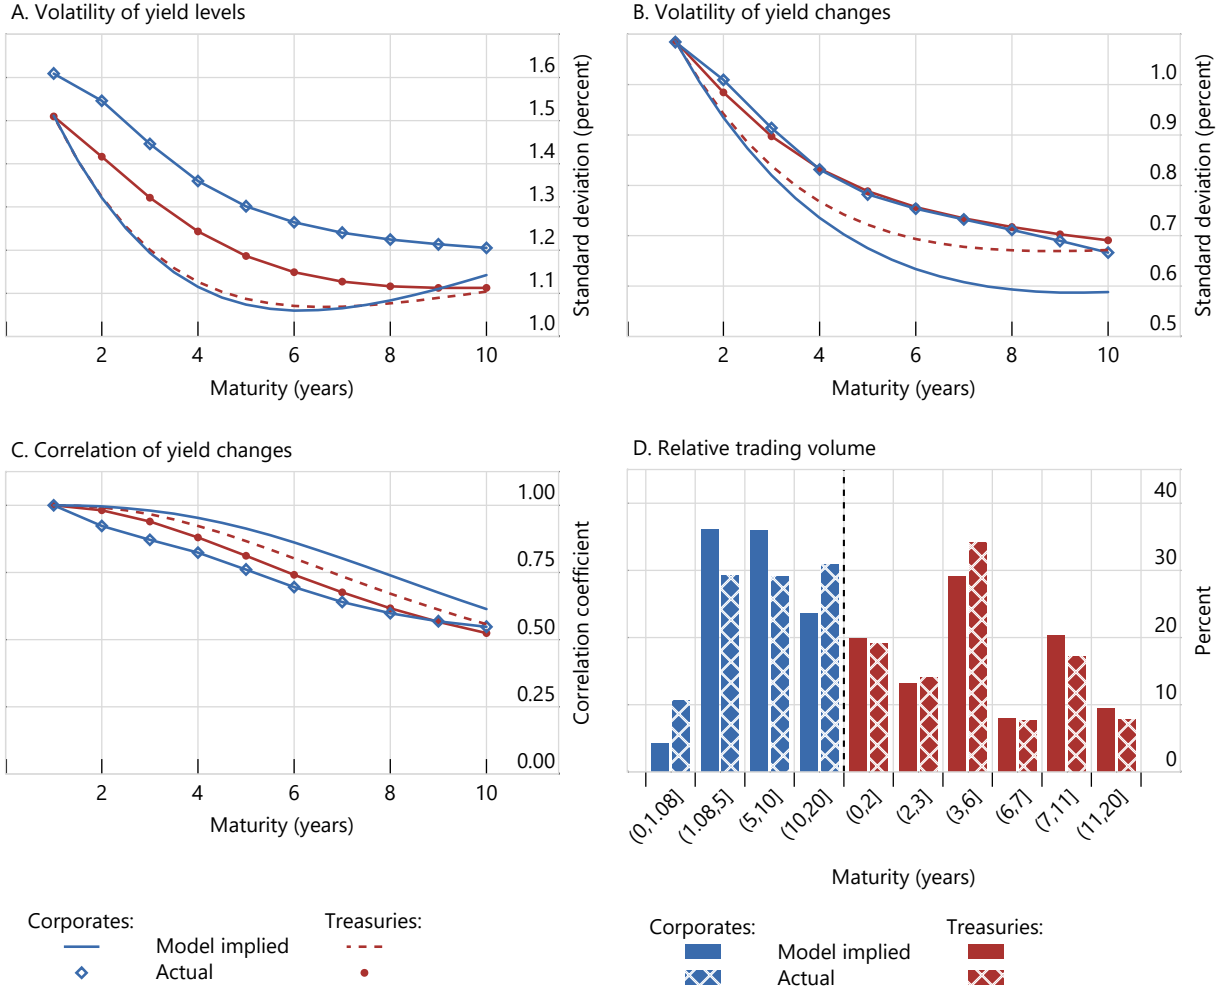 A. Volatility of yield levels
1.6
1.5
1.4
1.3
1.2
1.1
1.0
Standard deviation (percent)
2 4 6 8 10
Maturity (years)
B. Volatility of yield changes
1.0
0.9
0.8
0.7
0.6
0.5
Standard deviation (percent)
2 4 6 8 10
Maturity (years)
C. Correlation of yield changes
1.00
0.75
0.50
0.25
0.00
Correlation coefficient
2 4 6 8 10
Maturity (years)
D. Relative trading volume
40
30
20
10
0
Percent
(0,1.08] (1.08,5] (5,10] (10,20] (0,2] (2,3] (3,6] (6,7] (7,11] (11,20]
Maturity (years)
Corporates: Treasuries:
Model implied
Actual
Corporates: Treasuries:
Model implied
Actual